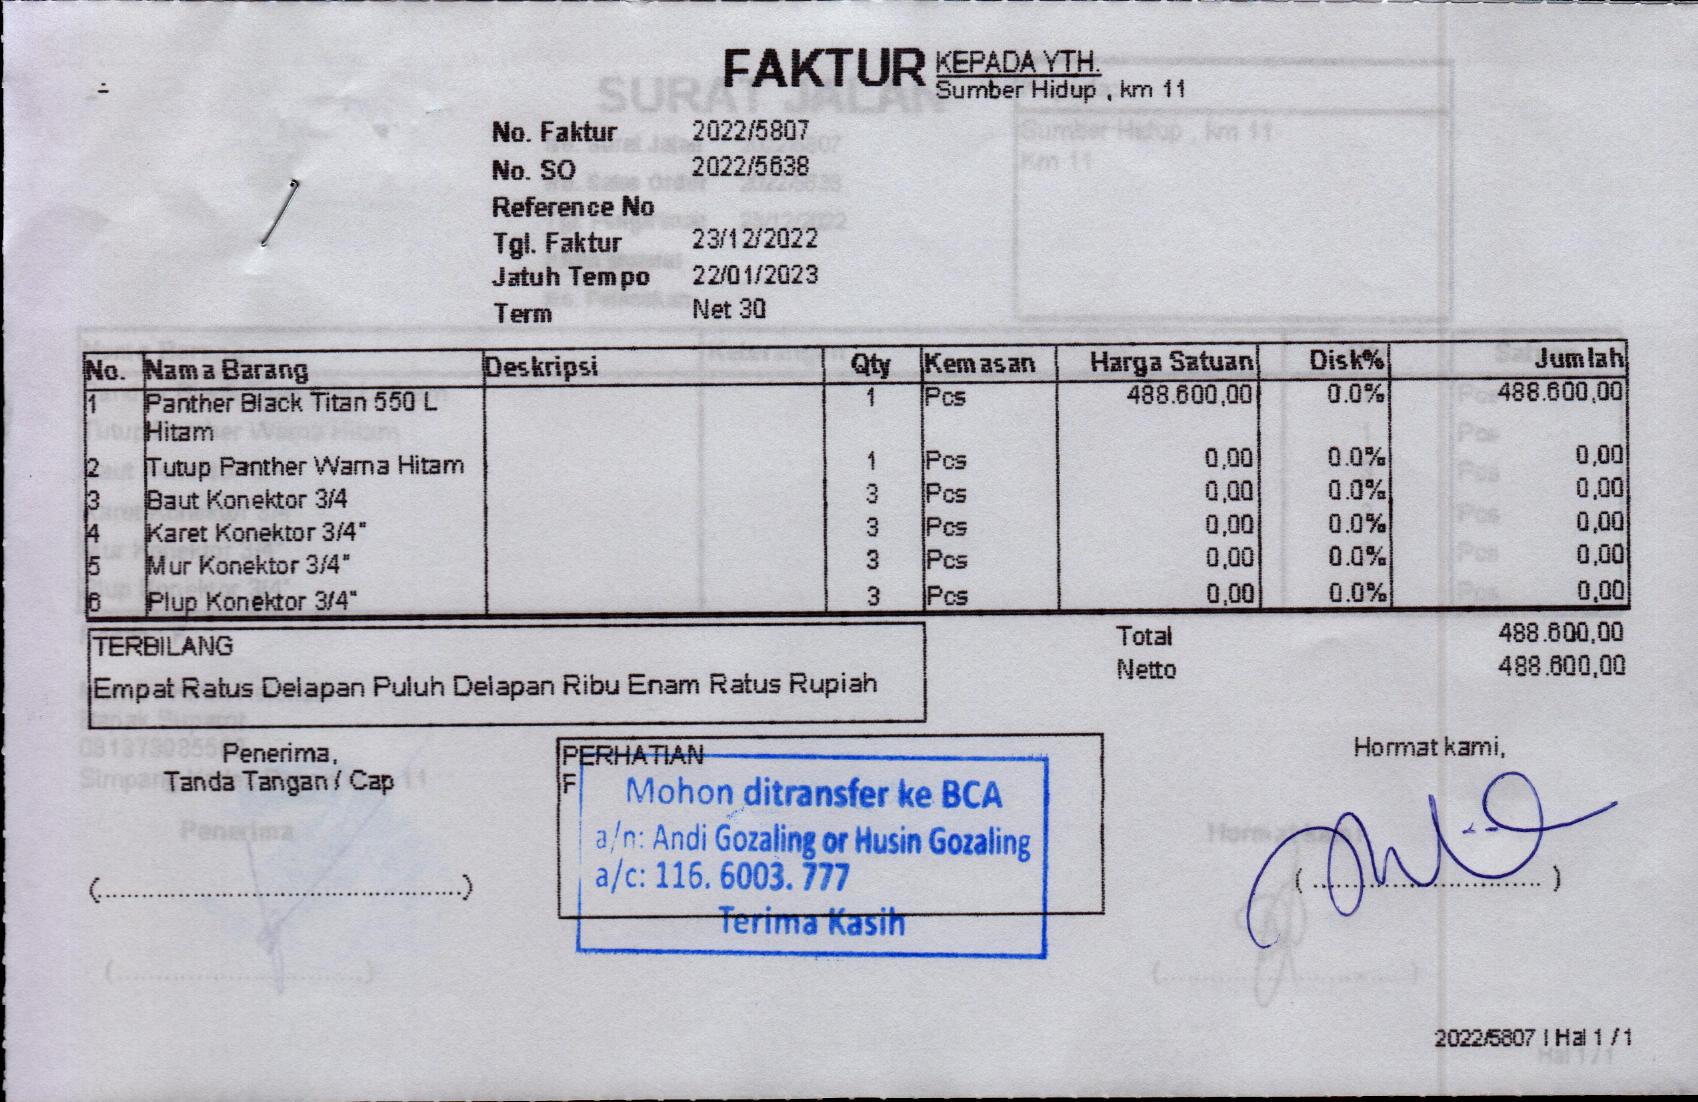 FAKTUR
KEPADA YTH.
Sumber Hidup , km 11
No. Faktur 2022/5807
No. SO 2022/5638
Reference No
Tgl. Faktur 23/12/2022
Jatuh Tempo 22/01/2023
Term Net 30
No. Nama Barang Deskripsi Qty Kemasan Harga Satuan Disk% Jumlah
1 Panther Black Titan 550 L 1 Pcs 488.600,00 0.0% 488.600,00
Hitam
2 Tutup Panther Warna Hitam 1 Pcs 0,00 0.0% 0,00
3 Baut Konektor 3/4 3 Pcs 0,00 0.0% 0,00
4 Karet Konektor 3/4" 3 Pcs 0,00 0.0% 0,00
5 Mur Konektor 3/4" 3 Pcs 0,00 0.0% 0,00
6 Plup Konektor 3/4" 3 Pcs 0,00 0.0% 0,00
Total 488.600,00
Netto 488.600,00
TERBILANG
Empat Ratus Delapan Puluh Delapan Ribu Enam Ratus Rupiah
Penerima,
Tanda Tangan / Cap
(................................................)
PERHATIAN
F
Mohon ditransfer ke BCA
a/n: Andi Gozaling or Husin Gozaling
a/c: 116. 6003. 777
Terima Kasih
Hormat kami,
(................................)
2022/5807 | Hal 1 / 1